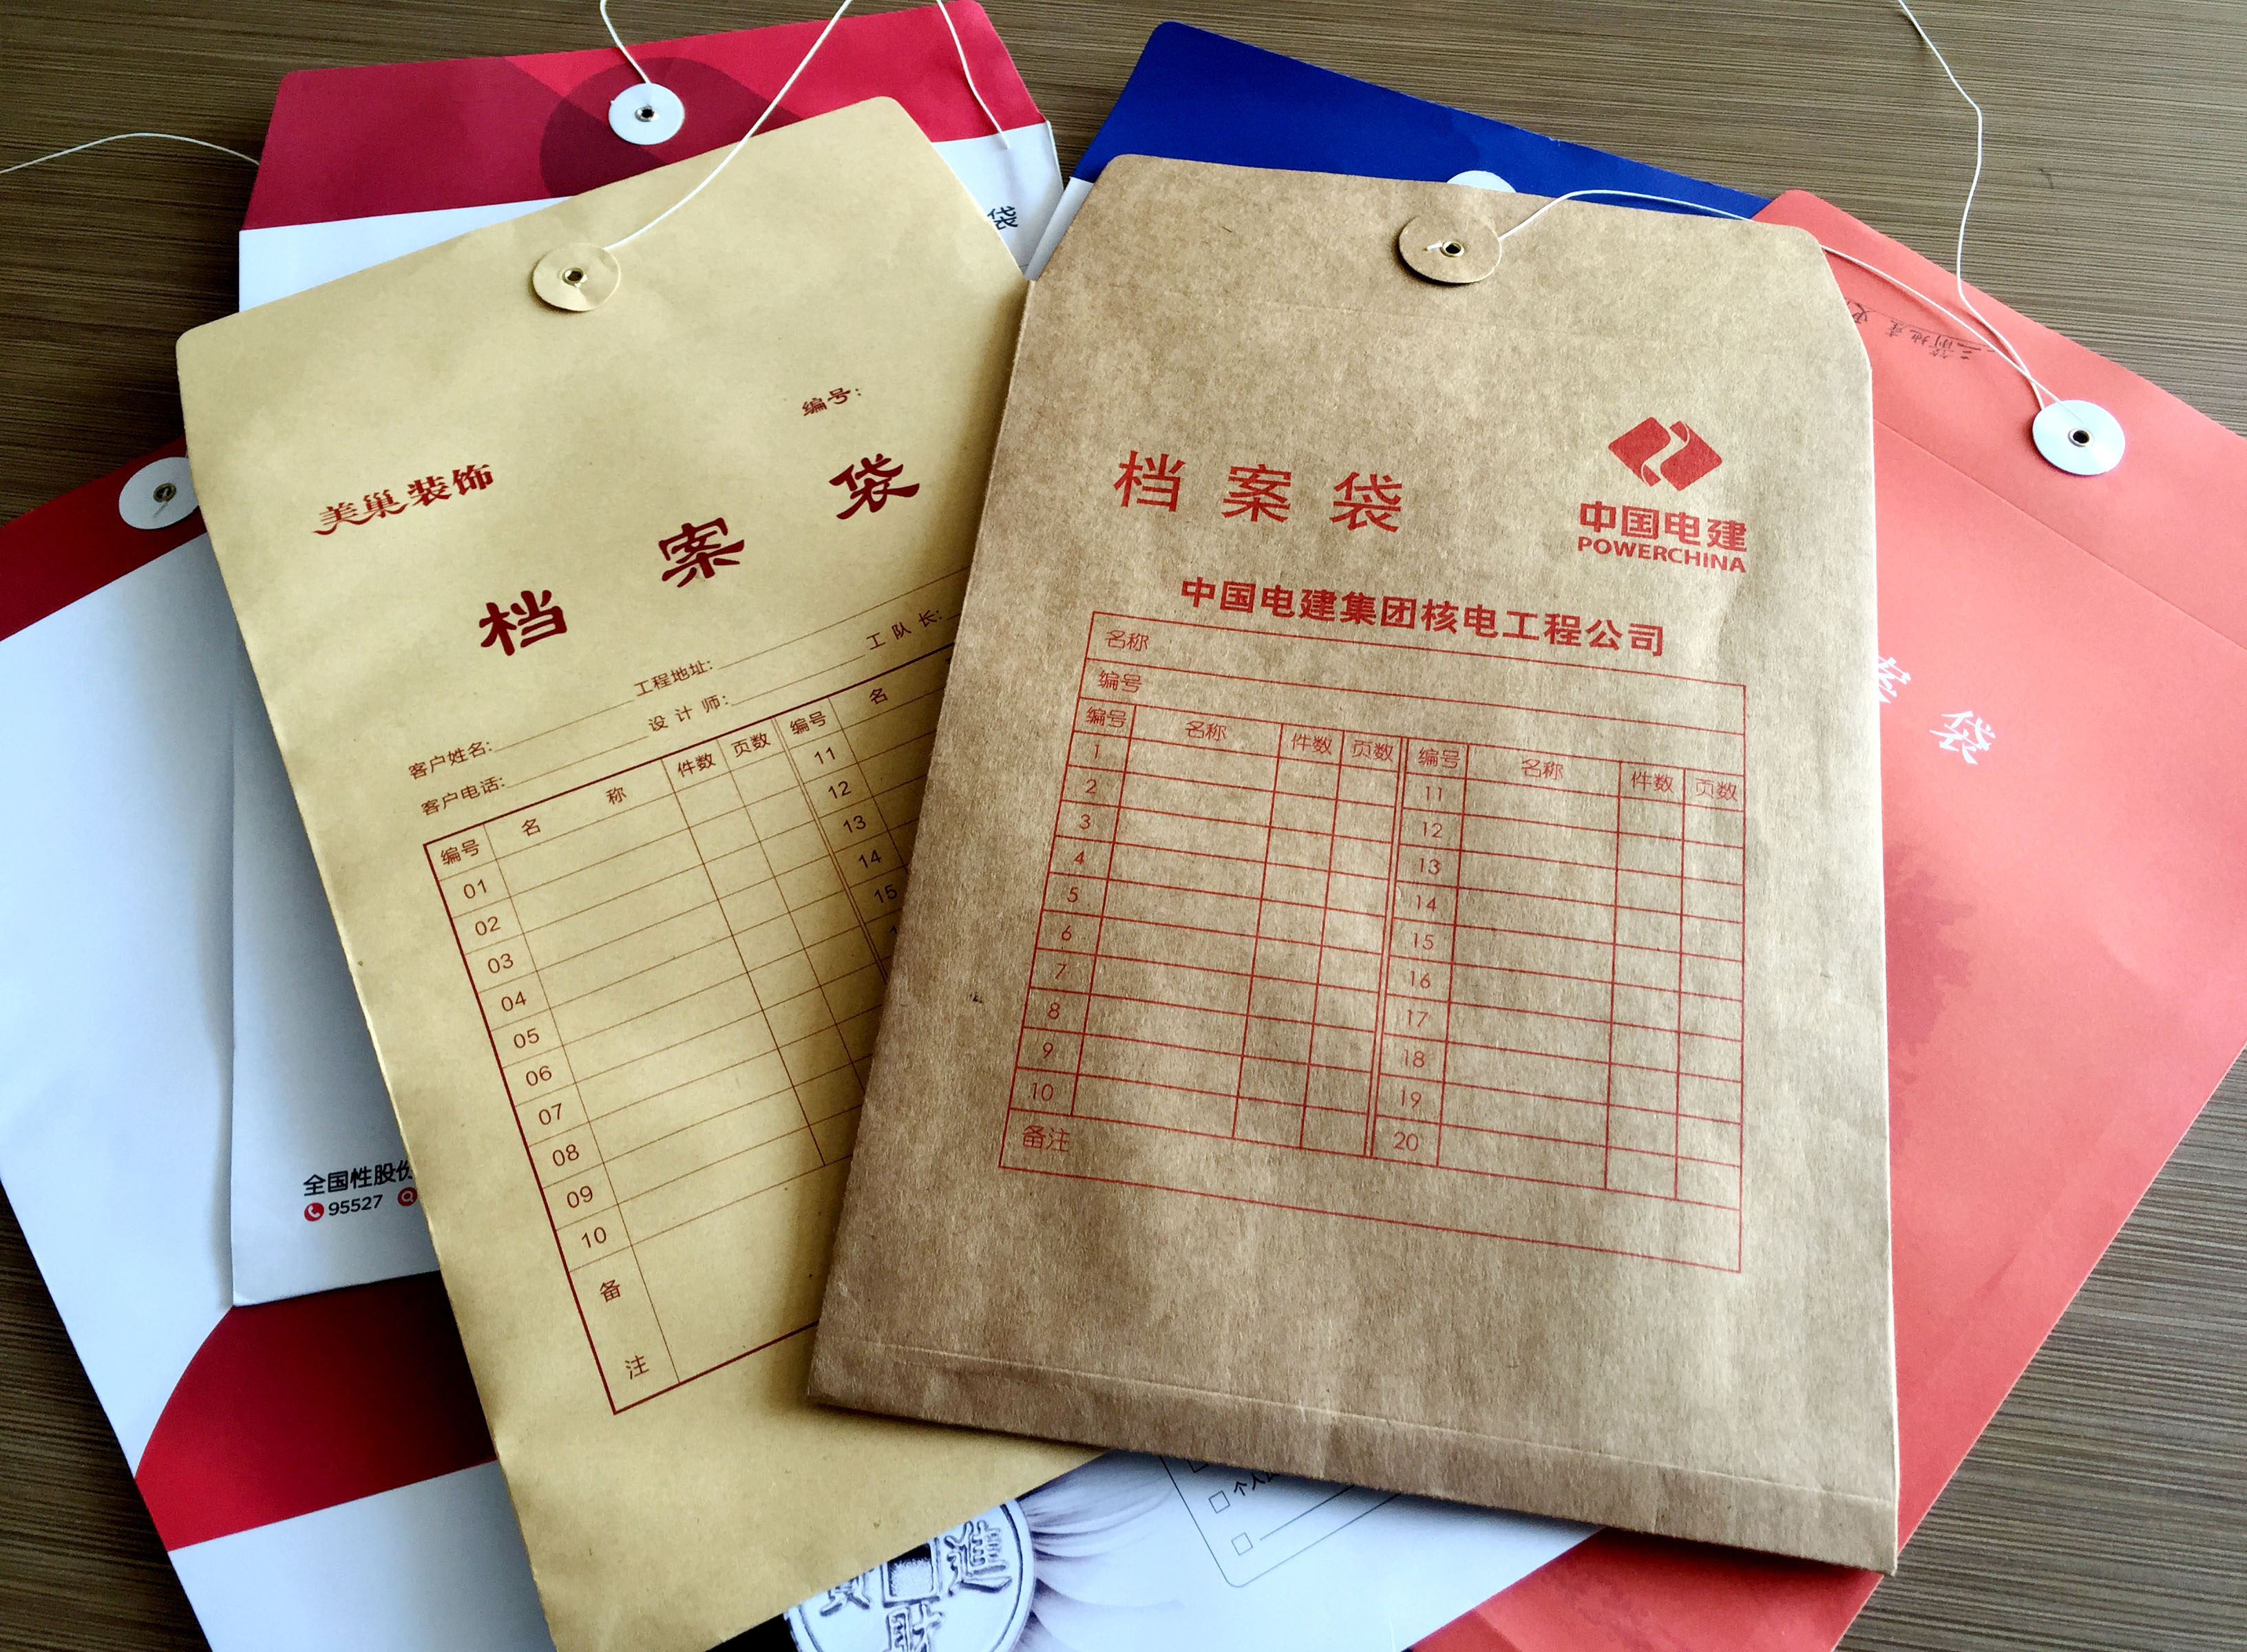 袋
编号:
美巢装饰
档案袋
工程地址:
客户姓名:
设计师:
工队长:
客户电话:
编号 名称 件数 页数 编号 名
01 11
02 12
03 13
04 14
05 15
06
07
08
09
10
备注
档案袋
中国电建
POWERCHINA
中国电建集团核电工程公司
名称
编号
编号 名称 件数 页数 编号 名称 件数 页数
1 11
2 12
3 13
4 14
5 15
6 16
7 17
8 18
9 19
10 20
备注
案袋
全国性股份
95527
个人
進
財